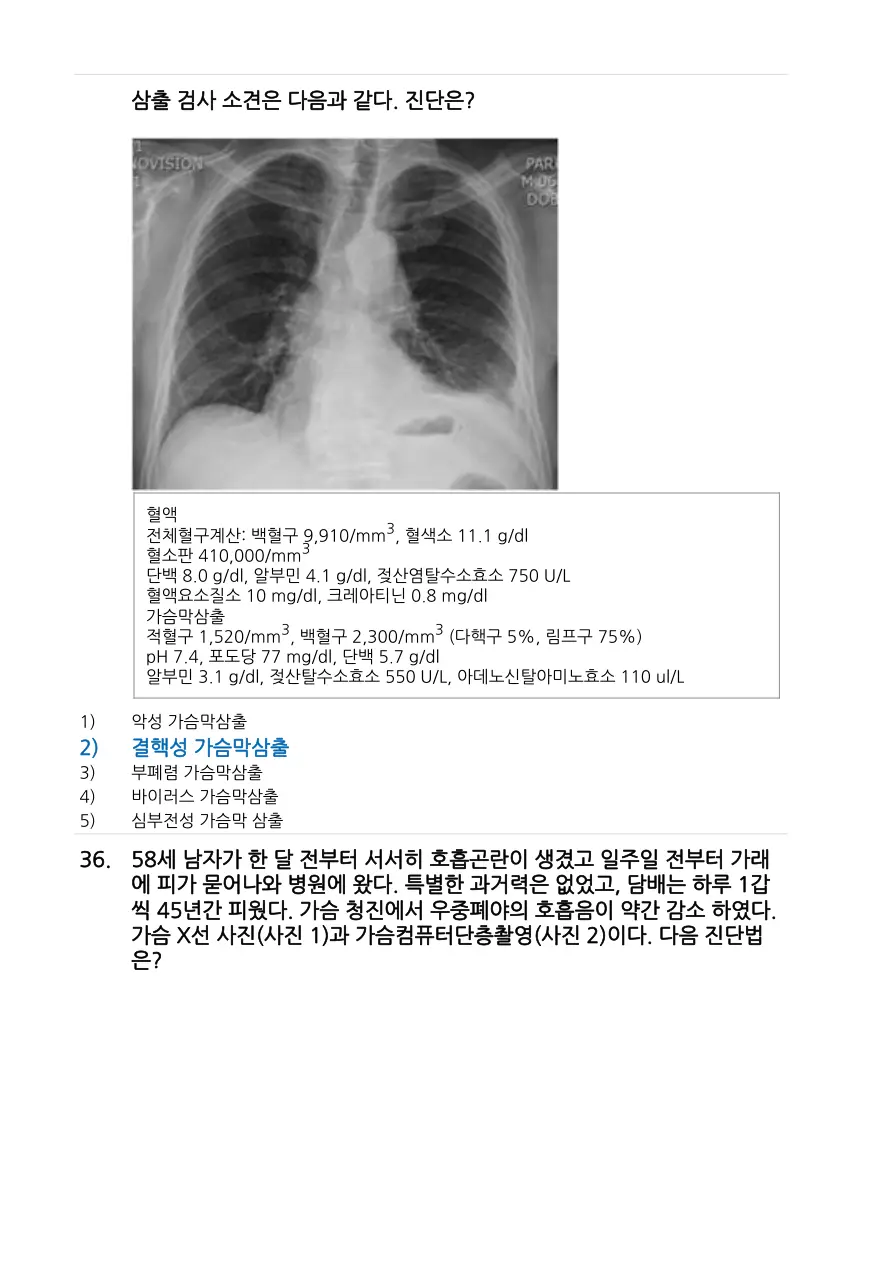 삼출 검사 소견은 다음과 같다. 진단은?
NOVISION
PAR
M 06
DOB
혈액
전체혈구계산: 백혈구 9,910/mm³, 혈색소 11.1 g/dl
혈소판 410,000/mm³
단백 8.0 g/dl, 알부민 4.1 g/dl, 젖산염탈수소효소 750 U/L
혈액요소질소 10 mg/dl, 크레아티닌 0.8 mg/dl
가슴막삼출
적혈구 1,520/mm³, 백혈구 2,300/mm³ (다핵구 5%, 림프구 75%)
pH 7.4, 포도당 77 mg/dl, 단백 5.7 g/dl
알부민 3.1 g/dl, 젖산탈수소효소 550 U/L, 아데노신탈아미노효소 110 ul/L
1) 악성 가슴막삼출
2) 결핵성 가슴막삼출
3) 부폐렴 가슴막삼출
4) 바이러스 가슴막삼출
5) 심부전성 가슴막 삼출
36. 58세 남자가 한 달 전부터 서서히 호흡곤란이 생겼고 일주일 전부터 가래
에 피가 묻어나와 병원에 왔다. 특별한 과거력은 없었고, 담배는 하루 1갑
씩 45년간 피웠다. 가슴 청진에서 우중폐야의 호흡음이 약간 감소 하였다.
가슴 X선 사진(사진 1)과 가슴컴퓨터단층촬영(사진 2)이다. 다음 진단법
은?